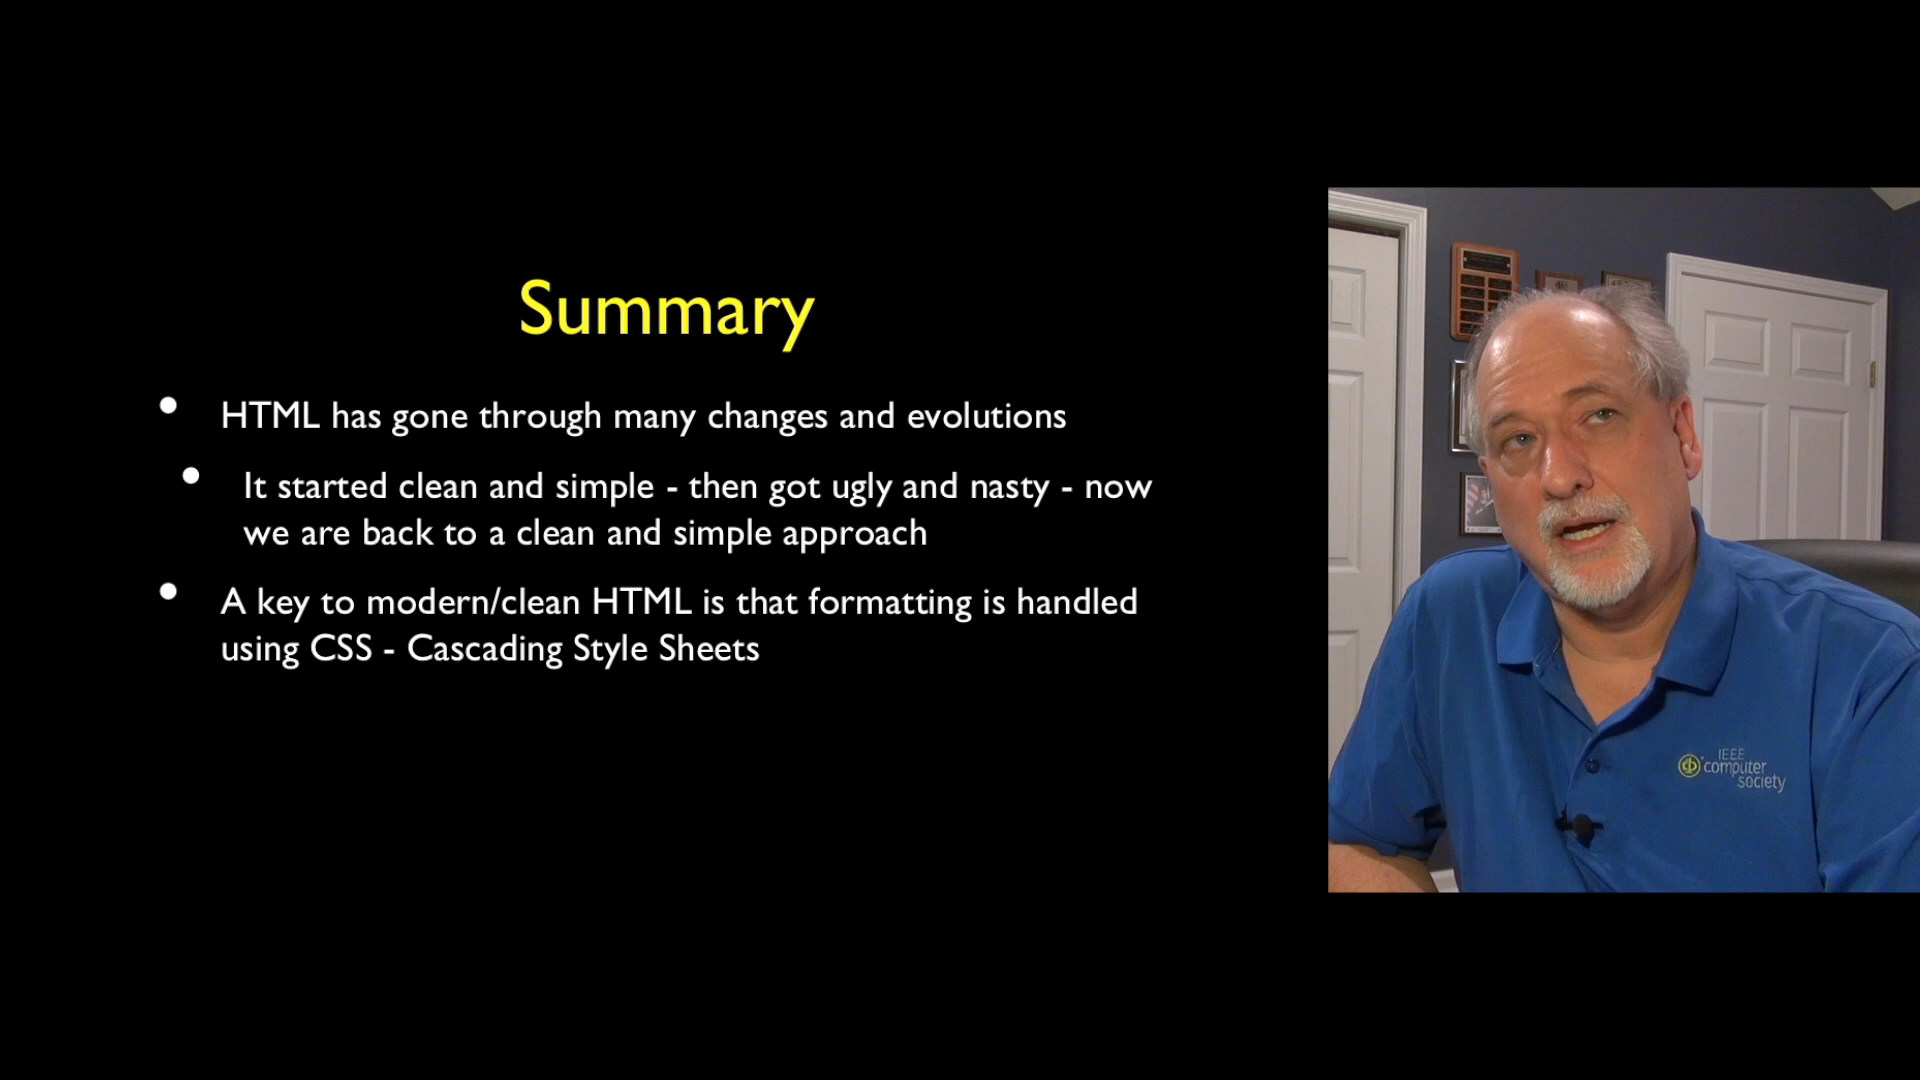 Summary
HTML has gone through many changes and evolutions
It started clean and simple - then got ugly and nasty - now
we are back to a clean and simple approach
A key to modern/clean HTML is that formatting is handled
using CSS - Cascading Style Sheets
IEEE
computer
society